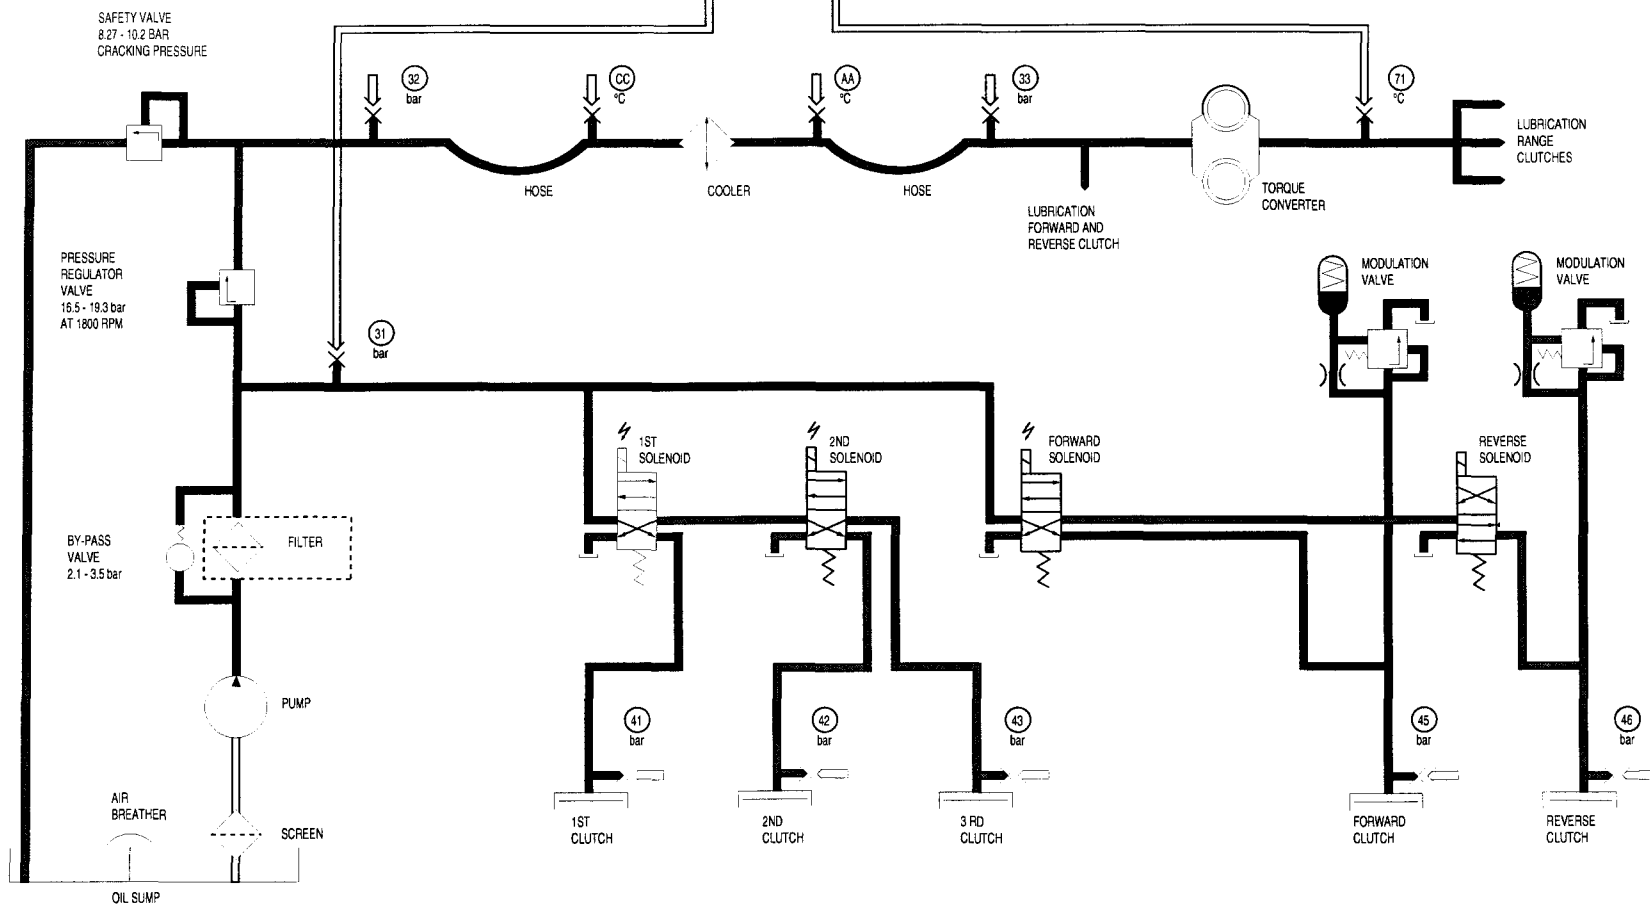 SAFETY VALVE
8.27 - 10.2 BAR
CRACKING PRESSURE
32
bar
CC
°C
AA
°C
33
bar
71
°C
LUBRICATION
RANGE
CLUTCHES
HOSE
COOLER
HOSE
TORQUE
CONVERTER
LUBRICATION
FORWARD AND
REVERSE CLUTCH
PRESSURE
REGULATOR
VALVE
16.5 - 19.3 bar
AT 1800 RPM
MODULATION
VALVE
MODULATION
VALVE
31
bar
1ST
SOLENOID
2ND
SOLENOID
FORWARD
SOLENOID
REVERSE
SOLENOID
BY-PASS
VALVE
2.1 - 3.5 bar
FILTER
PUMP
41
bar
42
bar
43
bar
45
bar
46
bar
AIR
BREATHER
SCREEN
1ST
CLUTCH
2ND
CLUTCH
3 RD
CLUTCH
FORWARD
CLUTCH
REVERSE
CLUTCH
OIL SUMP